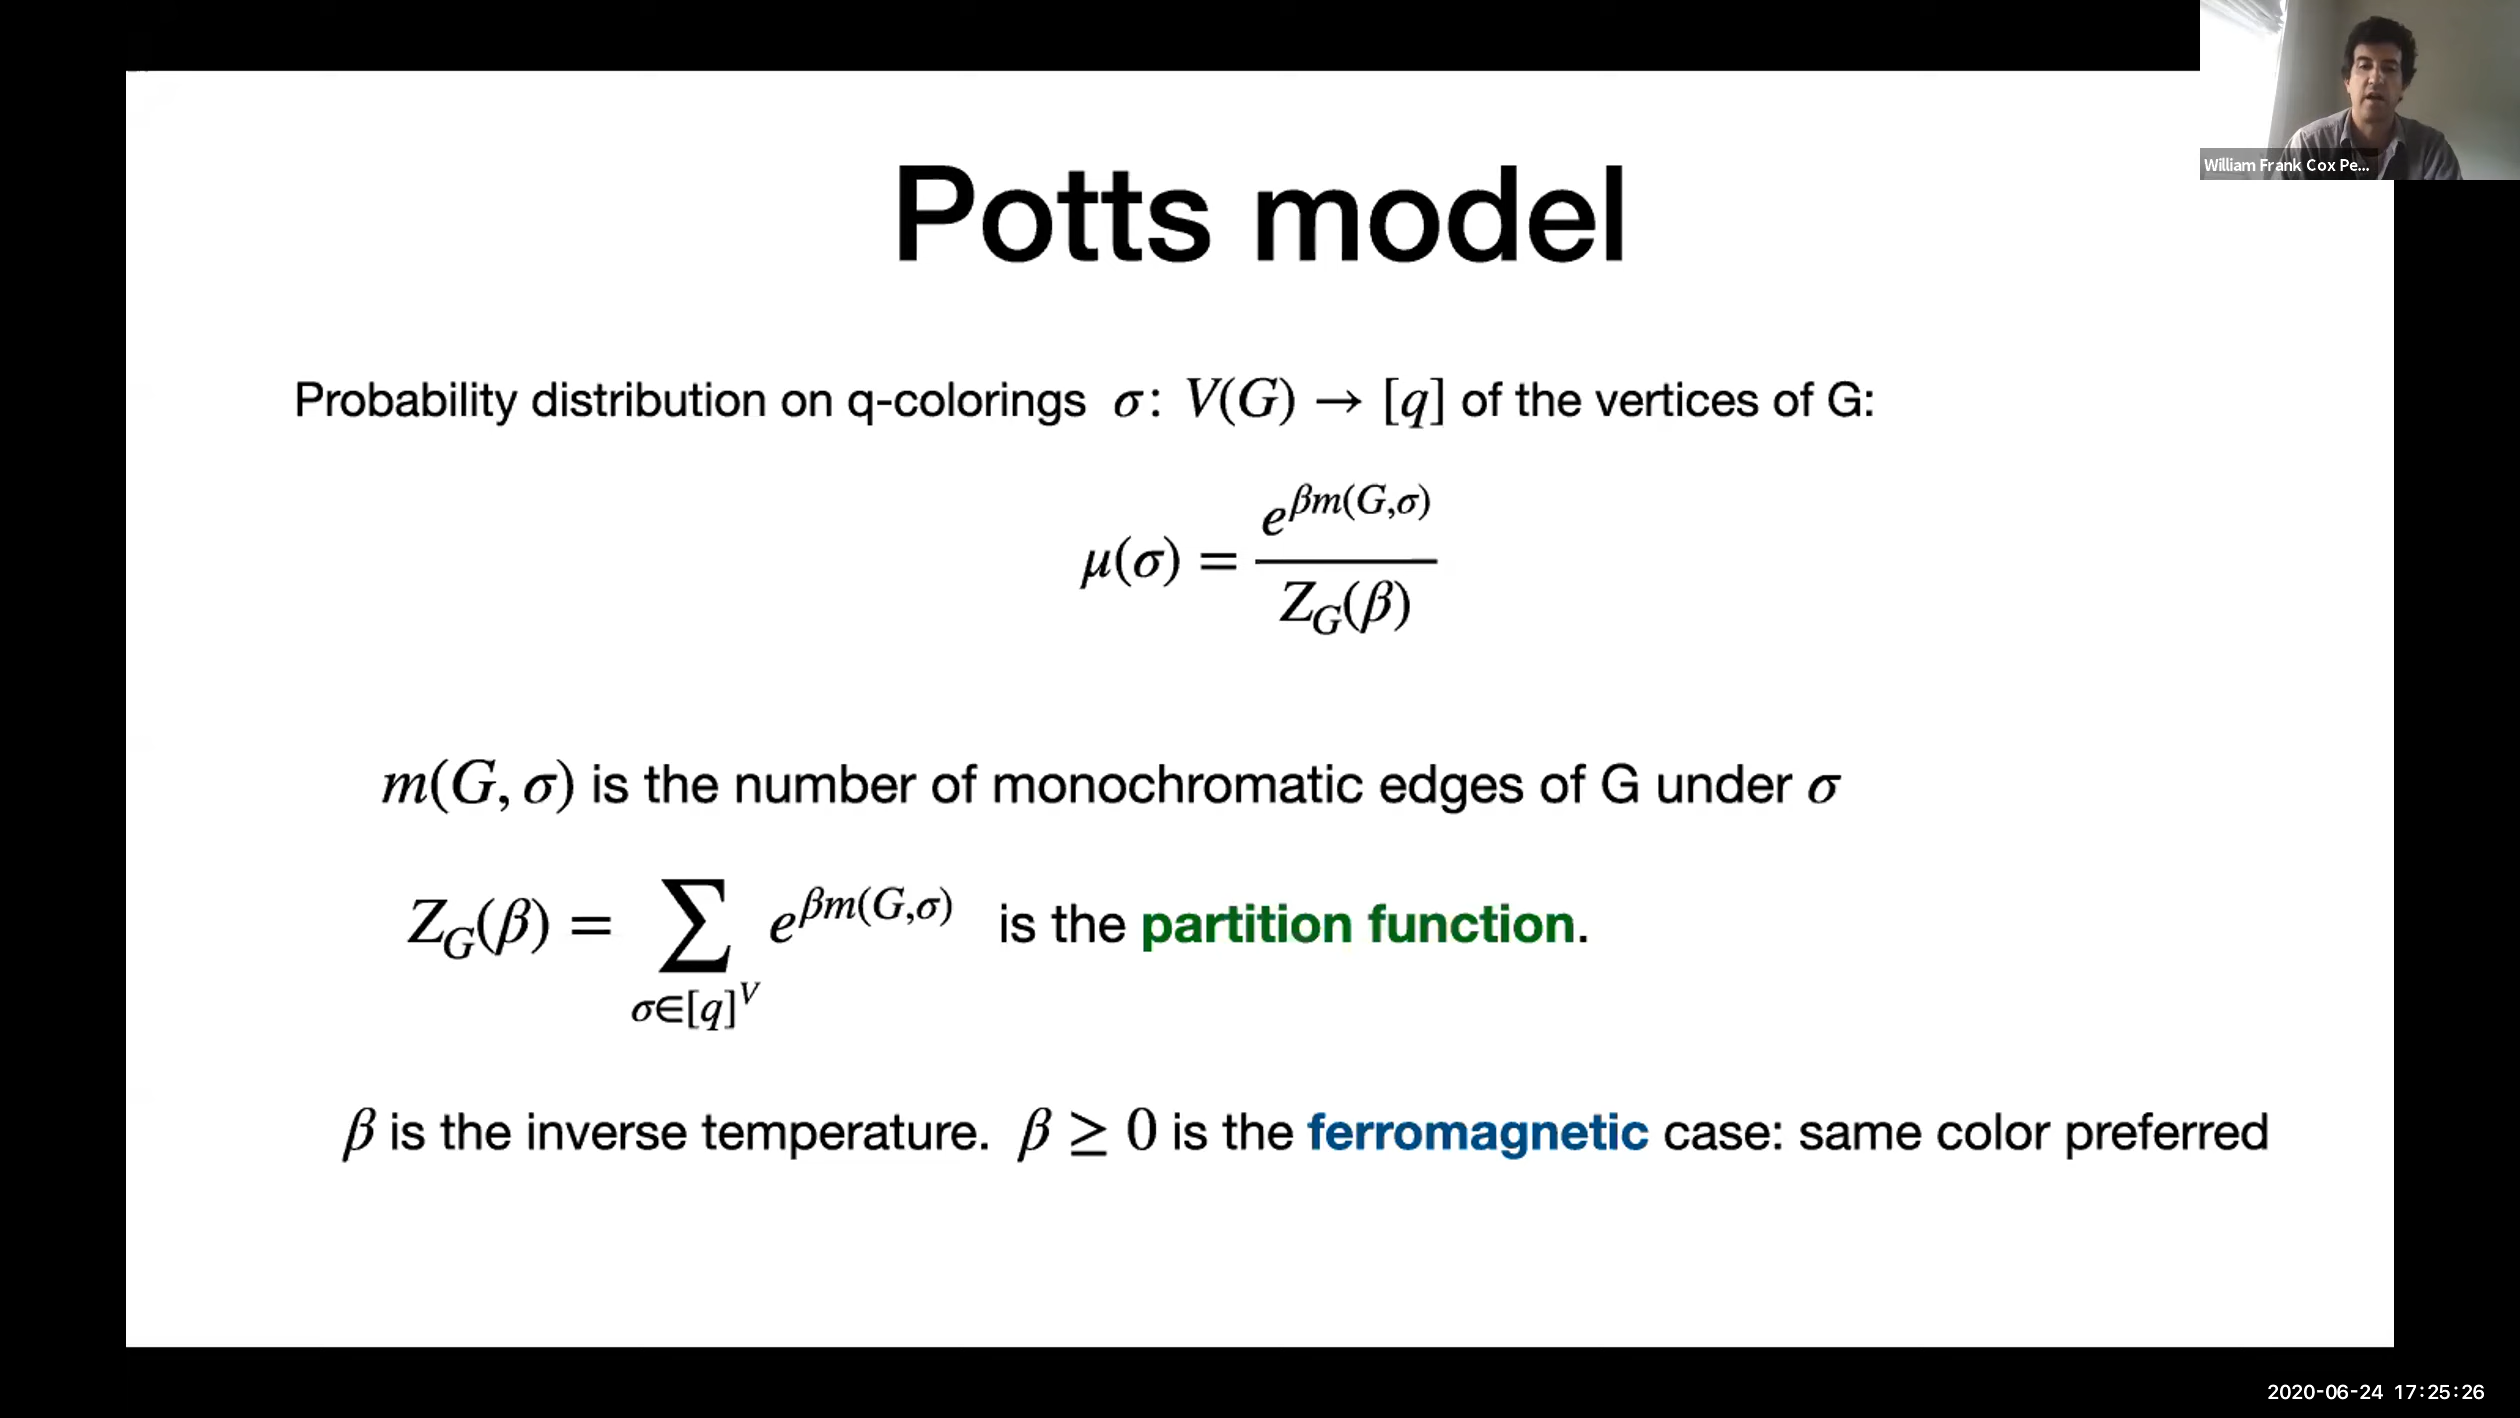 William Frank Cox Pe...
Potts model
Probability distribution on q-colorings σ: V(G) → [q] of the vertices of G:
μ(σ) = e^{βm(G,σ)} / Z_G(β)
m(G, σ) is the number of monochromatic edges of G under σ
Z_G(β) = ∑_{σ∈[q]^V} e^{βm(G,σ)} is the partition function.
β is the inverse temperature. β ≥ 0 is the ferromagnetic case: same color preferred
2020-06-24 17:25:26